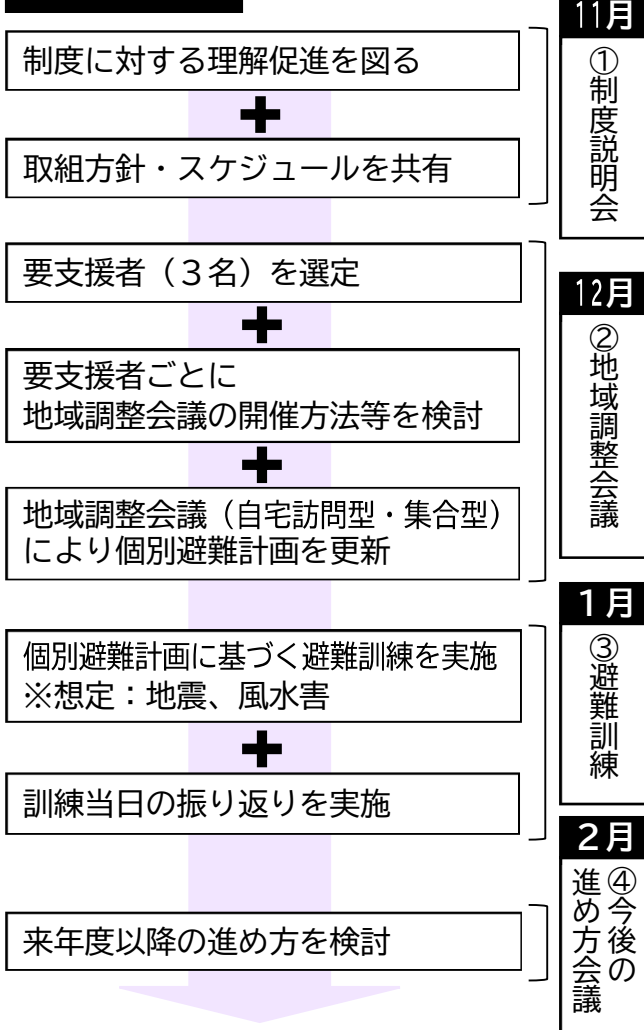 11月
①制度説明会
制度に対する理解促進を図る
＋
取組方針・スケジュールを共有
12月
②地域調整会議
要支援者（３名）を選定
＋
要支援者ごとに
地域調整会議の開催方法等を検討
＋
地域調整会議（自宅訪問型・集合型）
により個別避難計画を更新
１月
③避難訓練
個別避難計画に基づく避難訓練を実施
※想定：地震、風水害
＋
訓練当日の振り返りを実施
２月
④今後の
進め方会議
来年度以降の進め方を検討